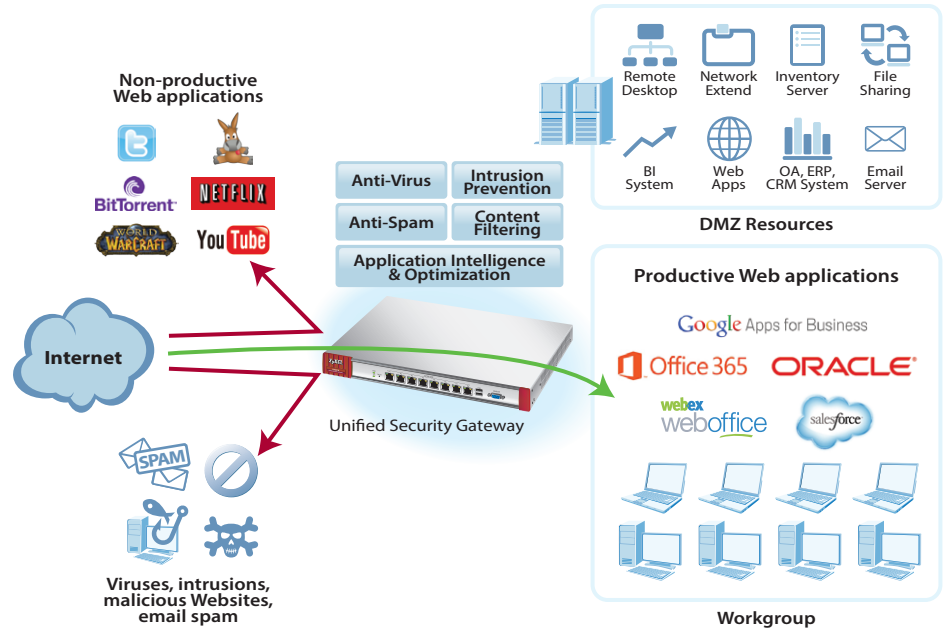 Non-productive
Web applications
BitTorrent
NETFLIX
WORLD
WARCRAFT
YouTube
Internet
SPAM
Viruses, intrusions,
malicious Websites,
email spam
Anti-Virus
Intrusion
Prevention
Anti-Spam
Content
Filtering
Application Intelligence
& Optimization
ZyXEL
Unified Security Gateway
Remote
Desktop
Network
Extend
Inventory
Server
File
Sharing
BI
System
Web
Apps
OA, ERP,
CRM System
Email
Server
DMZ Resources
Productive Web applications
Google Apps for Business
Office 365
ORACLE
webex
weboffice
salesforce
Workgroup